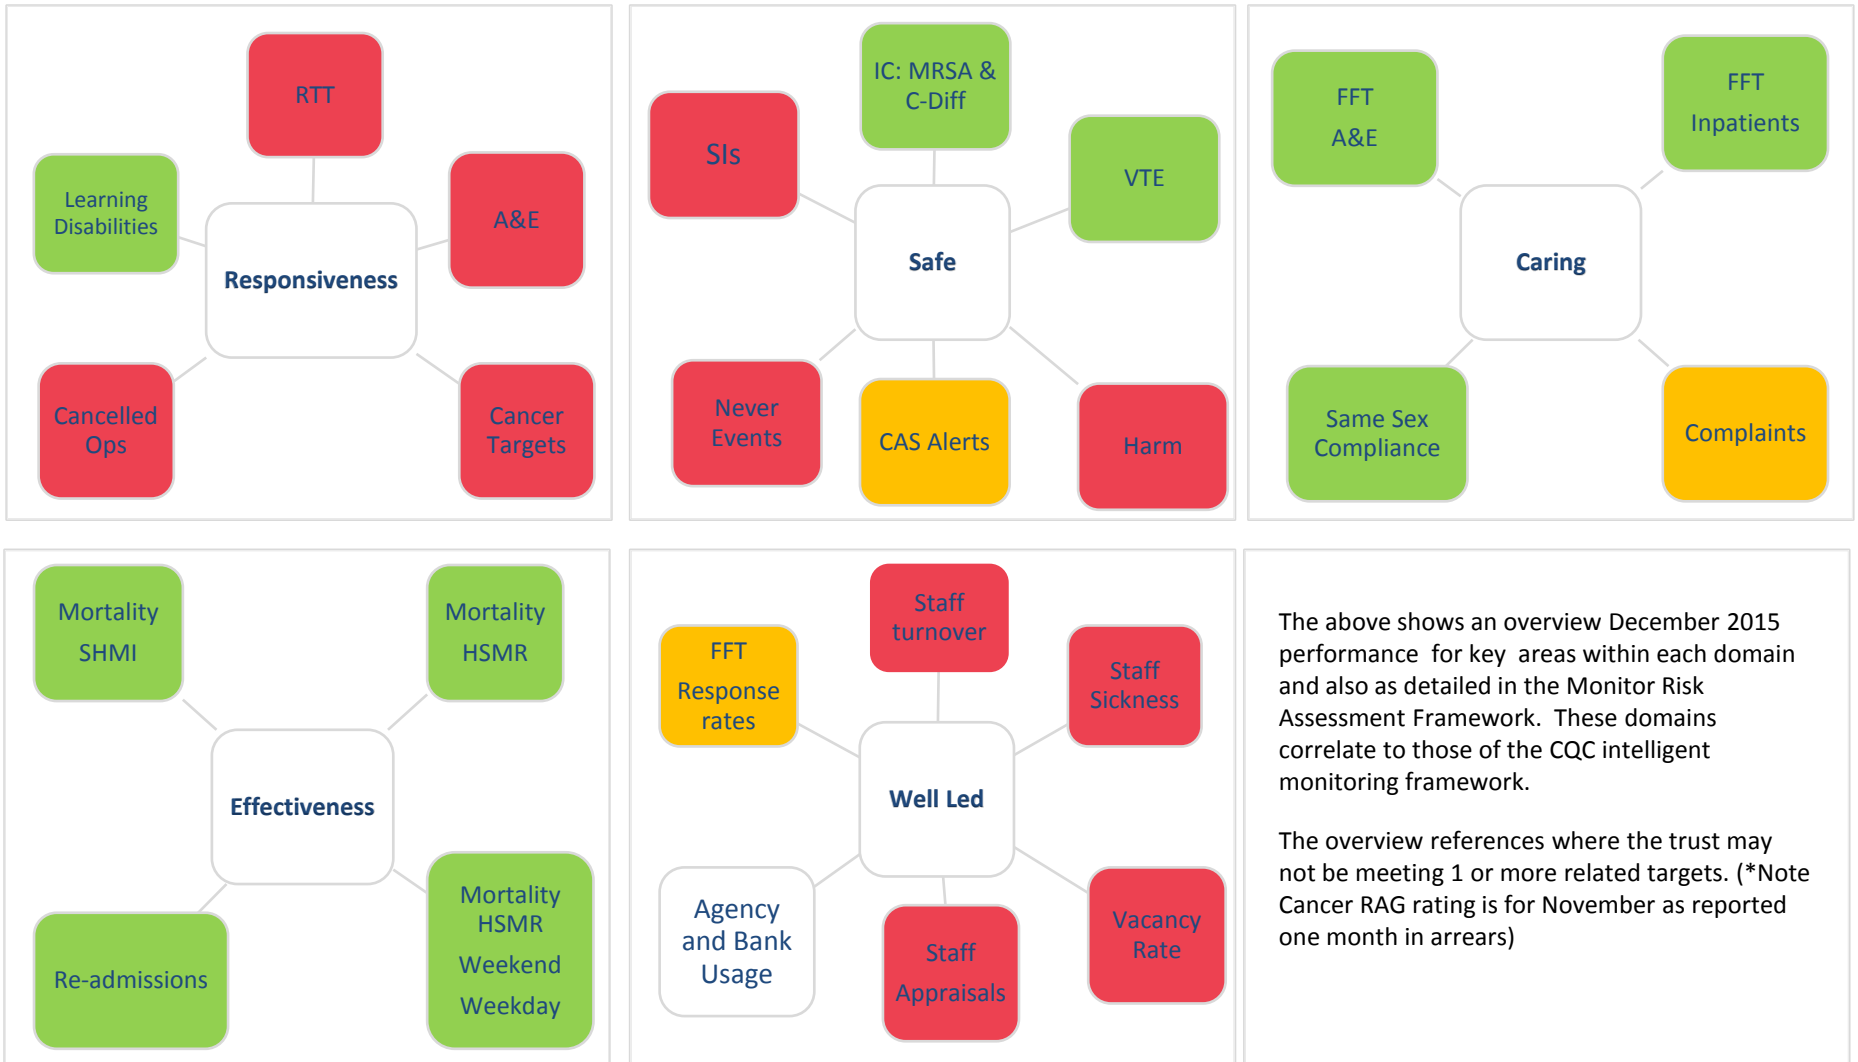 RTT
Learning
Disabilities
A&E
Responsiveness
Cancelled
Ops
Cancer
Targets
IC: MRSA &
C-Diff
SIs
VTE
Safe
Never
Events
CAS Alerts
Harm
FFT
A&E
FFT
Inpatients
Caring
Same Sex
Compliance
Complaints
Mortality
SHMI
Mortality
HSMR
Effectiveness
Re-admissions
Mortality
HSMR
Weekend
Weekday
Staff
turnover
FFT
Response
rates
Staff
Sickness
Well Led
Agency
and Bank
Usage
Staff
Appraisals
Vacancy
Rate
The above shows an overview December 2015
performance  for key  areas within each domain
and also as detailed in the Monitor Risk
Assessment Framework.  These domains
correlate to those of the CQC intelligent
monitoring framework.
The overview references where the trust may
not be meeting 1 or more related targets. (*Note
Cancer RAG rating is for November as reported
one month in arrears)